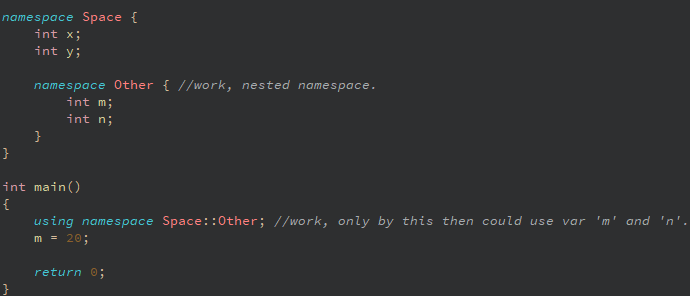 namespace Space {
    int x;
    int y;

    namespace Other { //work, nested namespace.
        int m;
        int n;
    }
}

int main()
{
    using namespace Space::Other; //work, only by this then could use var 'm' and 'n'.
    m = 20;

    return 0;
}